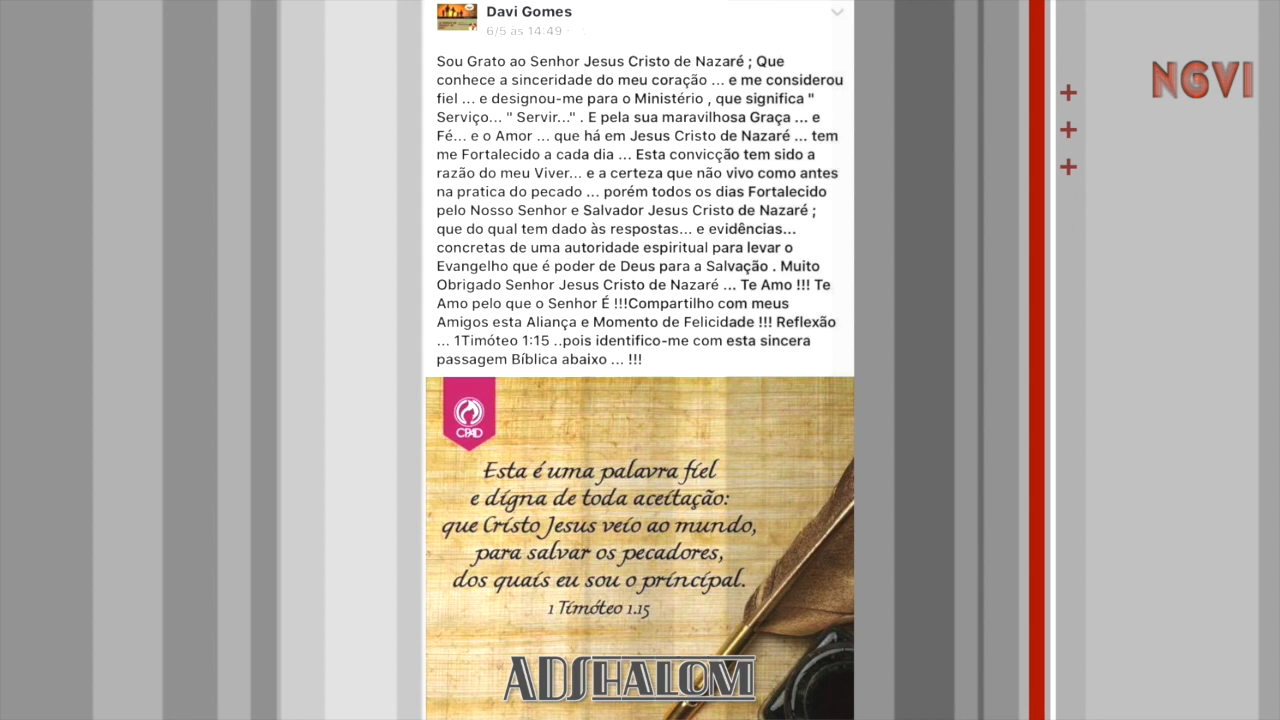 Davi Gomes
6/5 às 14:49 ·
Sou Grato ao Senhor Jesus Cristo de Nazaré ; Que
conhece a sinceridade do meu coração ... e me considerou
fiel ... e designou-me para o Ministério , que significa "
Serviço... " Servir..." . E pela sua maravilhosa Graça ... e
Fé... e o Amor ... que há em Jesus Cristo de Nazaré ... tem
me Fortalecido a cada dia ... Esta convicção tem sido a
razão do meu Viver... e a certeza que não vivo como antes
na pratica do pecado ... porém todos os dias Fortalecido
pelo Nosso Senhor e Salvador Jesus Cristo de Nazaré ;
que do qual tem dado às respostas... e evidências...
concretas de uma autoridade espiritual para levar o
Evangelho que é poder de Deus para a Salvação . Muito
Obrigado Senhor Jesus Cristo de Nazaré ... Te Amo !!! Te
Amo pelo que o Senhor É !!!Compartilho com meus
Amigos esta Aliança e Momento de Felicidade !!! Reflexão
... 1Timóteo 1:15 ..pois identifico-me com esta sincera
passagem Bíblica abaixo ... !!!
CPAD
Esta é uma palavra fiel
e digna de toda aceitação:
que Cristo Jesus veio ao mundo,
para salvar os pecadores,
dos quais eu sou o principal.
1 Timóteo 1.15
ADSHALOM
NGVI
+
+
+